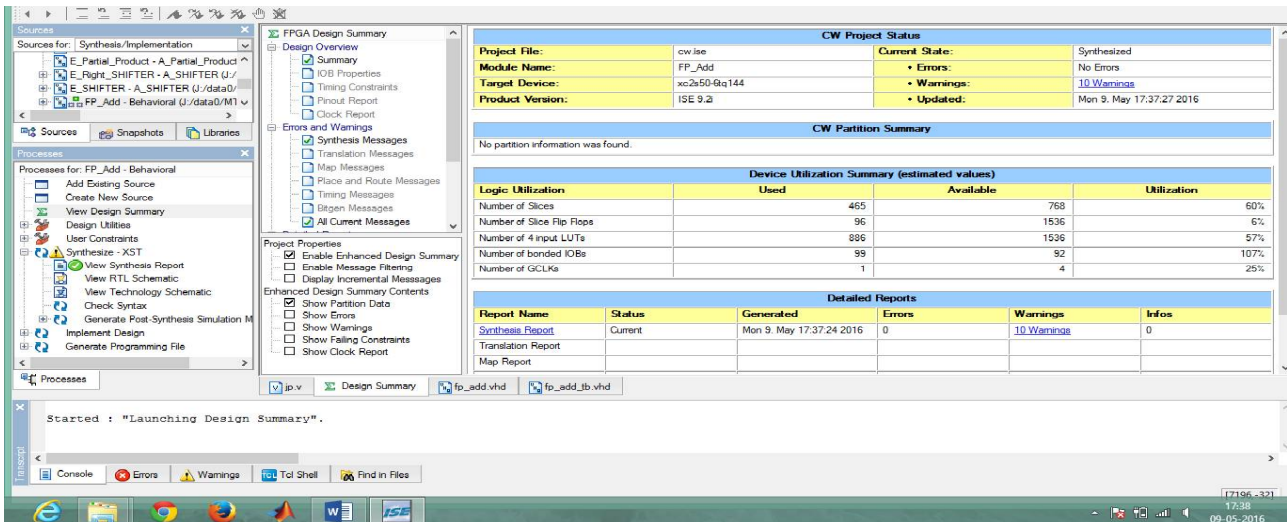 Sources
Sources for: Synthesis/Implementation
E_Partial_Product - A_Partial_Product
E_Right_SHIFTER - A_SHIFTER (J:/
E_SHIFTER - A_SHIFTER (J:/data0/
FP_Add - Behavioral (J:/data0/MT
Sources Snapshots Libraries
Processes
Processes for: FP_Add - Behavioral
Add Existing Source
Create New Source
View Design Summary
Design Utilities
User Constraints
Synthesize - XST
View Synthesis Report
View RTL Schematic
View Technology Schematic
Check Syntax
Generate Post-Synthesis Simulation M
Implement Design
Generate Programming File
Processes
FPGA Design Summary
Design Overview
Summary
IOB Properties
Timing Constraints
Pinout Report
Clock Report
Errors and Warnings
Synthesis Messages
Translation Messages
Map Messages
Place and Route Messages
Timing Messages
Bitgen Messages
All Current Messages
Project Properties
Enable Enhanced Design Summary
Enable Message Filtering
Display Incremental Messsages
Enhanced Design Summary Contents
Show Partition Data
Show Errors
Show Warnings
Show Failing Constraints
Show Clock Report
CW Project Status
Project File: cw.ise Current State: Synthesized
Module Name: FP_Add • Errors: No Errors
Target Device: xc2s50-6tq144 • Warnings: 10 Warnings
Product Version: ISE 9.2i • Updated: Mon 9. May 17:37:27 2016
CW Partition Summary
No partition information was found.
Device Utilization Summary (estimated values)
Logic Utilization Used Available Utilization
Number of Slices 465 768 60%
Number of Slice Flip Flops 96 1536 6%
Number of 4 input LUTs 886 1536 57%
Number of bonded IOBs 99 92 107%
Number of GCLKs 1 4 25%
Detailed Reports
Report Name Status Generated Errors Warnings Infos
Synthesis Report Current Mon 9. May 17:37:24 2016 0 10 Warnings 0
Translation Report
Map Report
jp.v Design Summary fp_add.vhd fp_add_tb.vhd
Started : "Launching Design Summary".
Transcript
Console Errors Warnings Tcl Shell Find in Files
[7196 -32]
ISE
17:38
09-05-2016